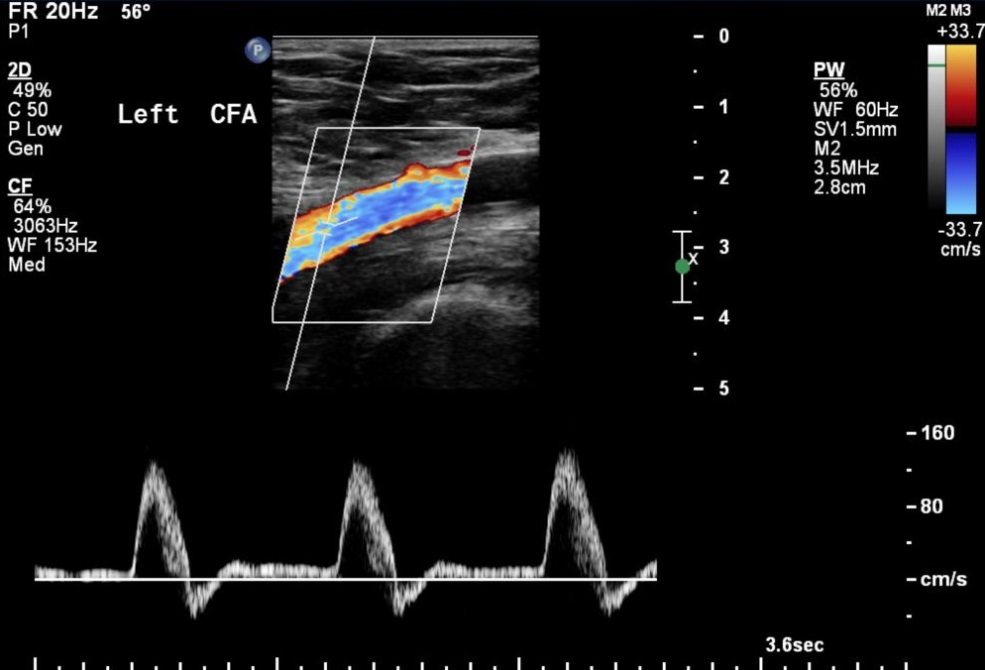 FR 20Hz 56°
P1
2D
49%
C 50
P Low
Gen
CF
64%
3063Hz
WF 153Hz
Med
Left CFA
P
0
1
2
3
4
5
x
PW
56%
WF 60Hz
SV1.5mm
M2
3.5MHz
2.8cm
M2 M3
+33.7
-33.7
cm/s
160
80
cm/s
3.6sec